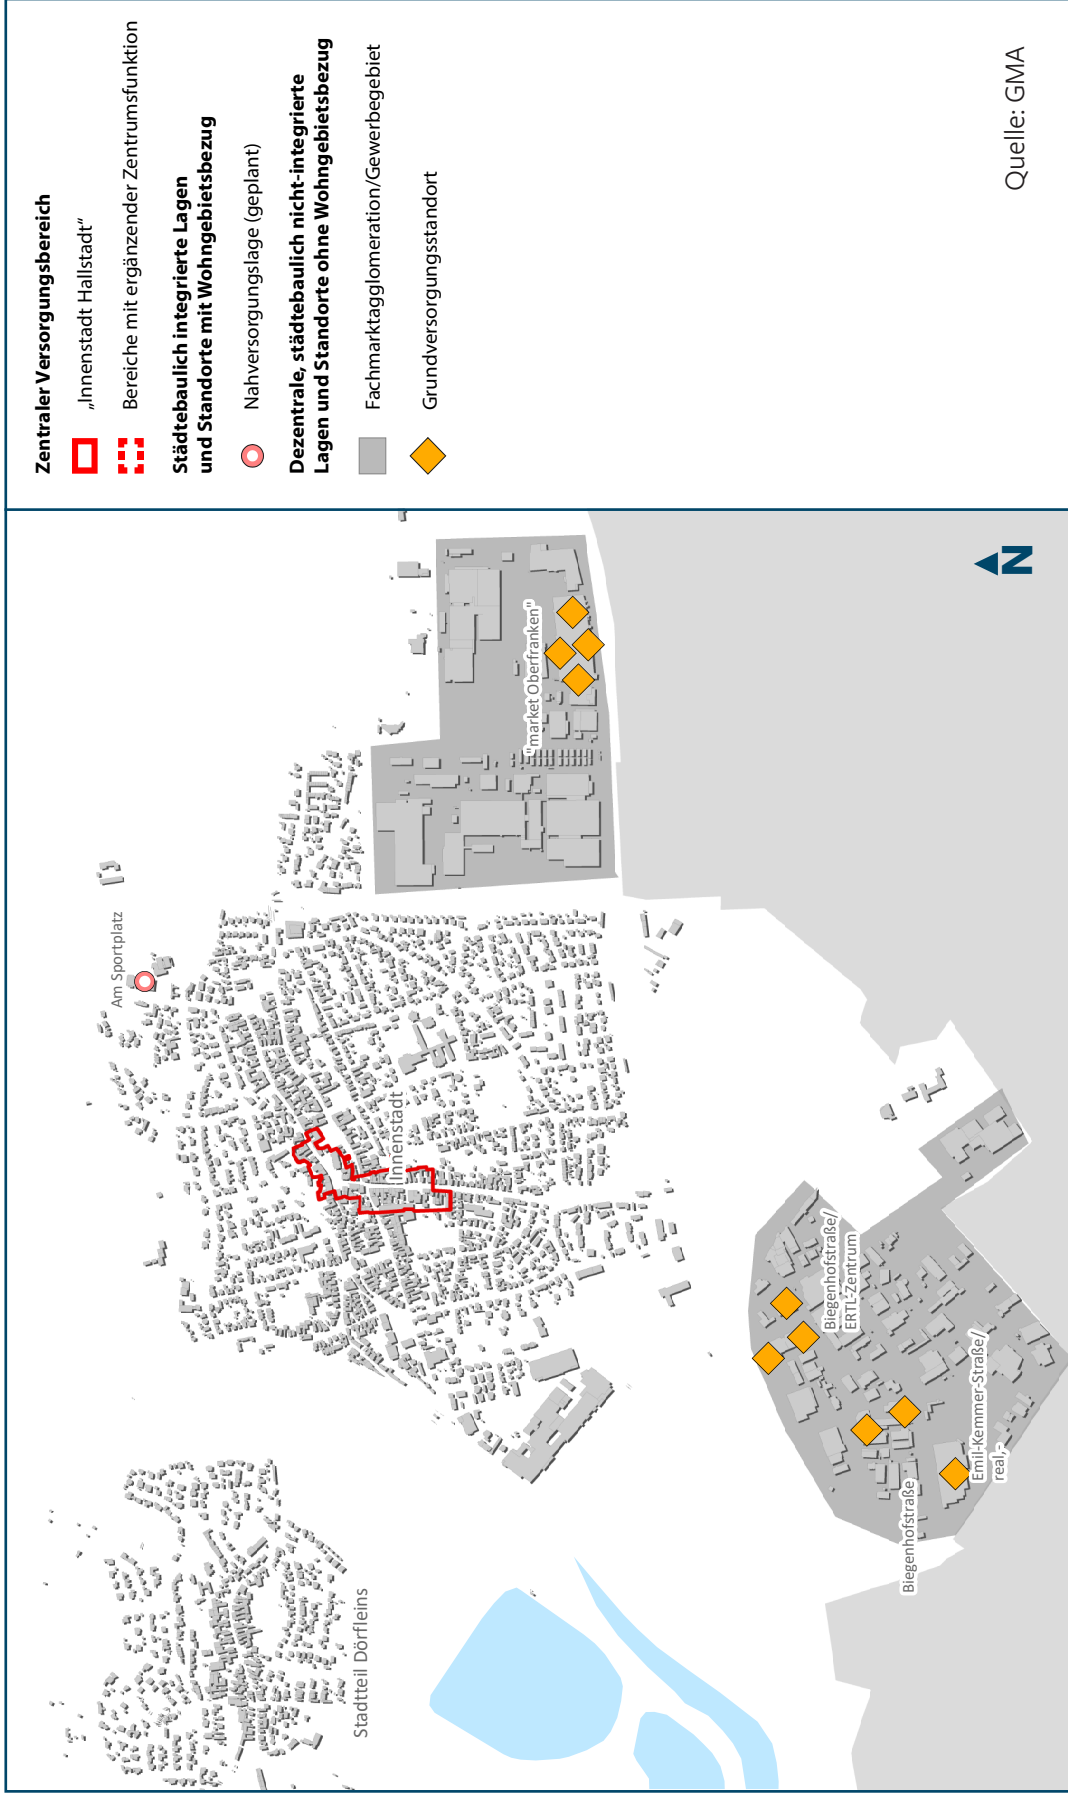 Zentraler Versorgungsbereich
„Innenstadt Hallstadt“
Bereiche mit ergänzender Zentrumsfunktion
Städtebaulich integrierte Lagen
und Standorte mit Wohngebietsbezug
Nahversorgungslage (geplant)
Dezentrale, städtebaulich nicht-integrierte
Lagen und Standorte ohne Wohngebietsbezug
Fachmarktagglomeration/Gewerbegebiet
Grundversorgungsstandort
Quelle: GMA
Am Sportplatz
Innenstadt
"market Oberfranken"
Stadtteil Dörfleins
Biegenhofstraße/
ERTL-Zentrum
Biegenhofstraße
Emil-Kemmer-Straße/
real,-
N